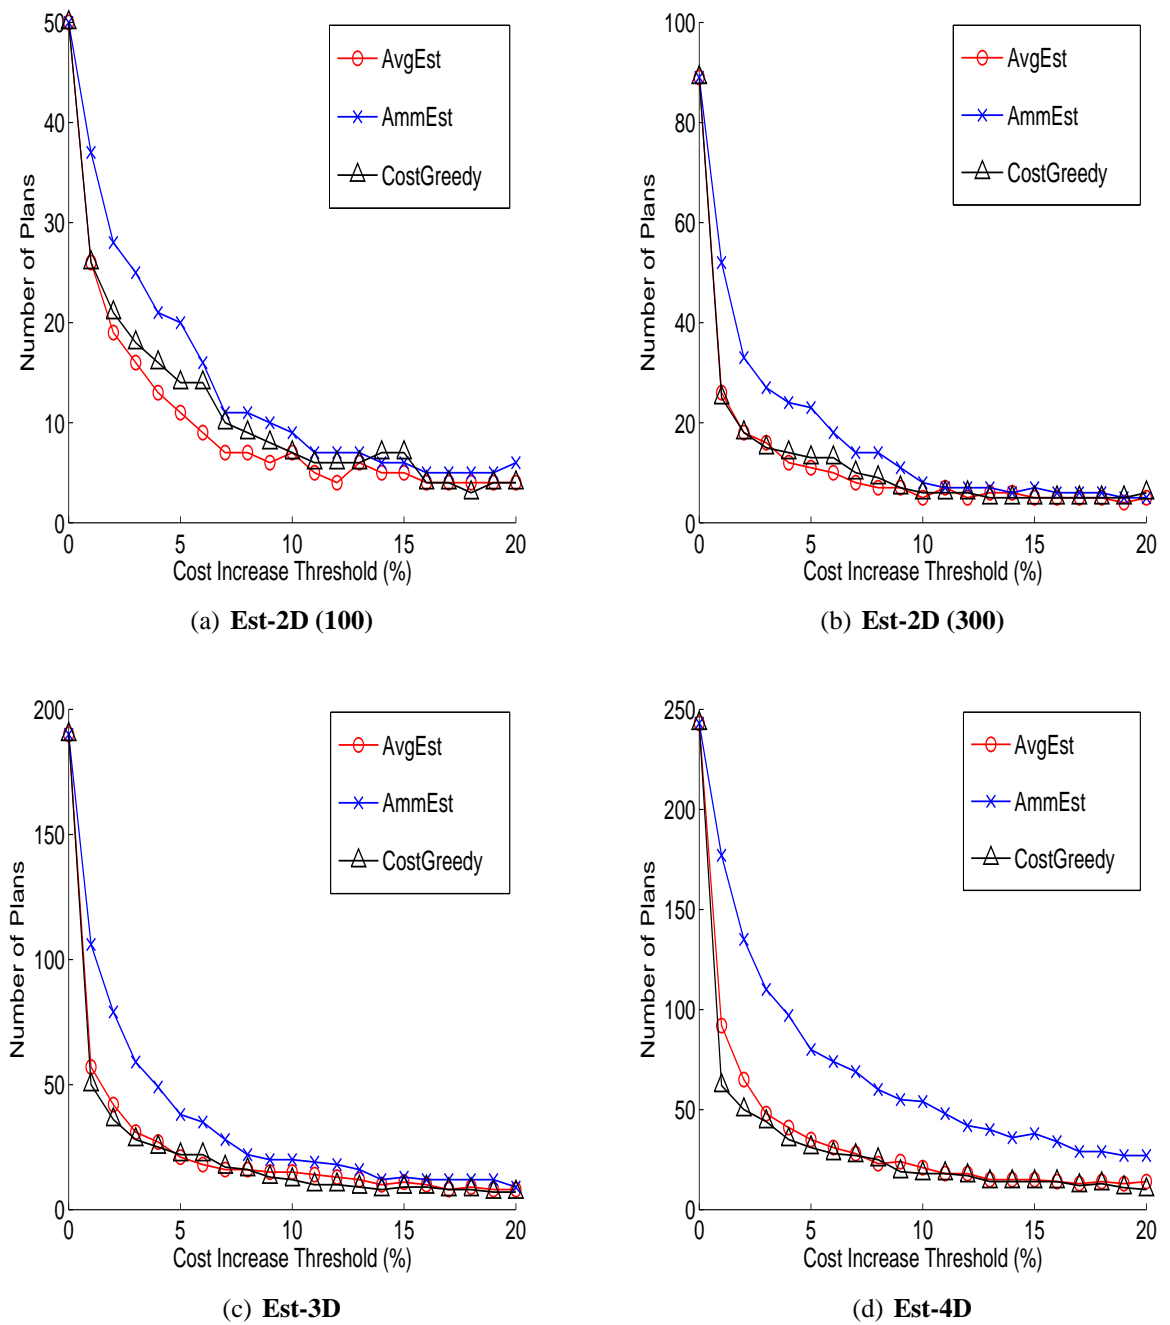 50
40
30
20
10
0
Number of Plans
0 5 10 15 20
Cost Increase Threshold (%)
AvgEst
AmmEst
CostGreedy
(a) Est-2D (100)
100
80
60
40
20
0
Number of Plans
0 5 10 15 20
Cost Increase Threshold (%)
AvgEst
AmmEst
CostGreedy
(b) Est-2D (300)
200
150
100
50
0
Number of Plans
0 5 10 15 20
Cost Increase Threshold (%)
AvgEst
AmmEst
CostGreedy
(c) Est-3D
250
200
150
100
50
0
Number of Plans
0 5 10 15 20
Cost Increase Threshold (%)
AvgEst
AmmEst
CostGreedy
(d) Est-4D